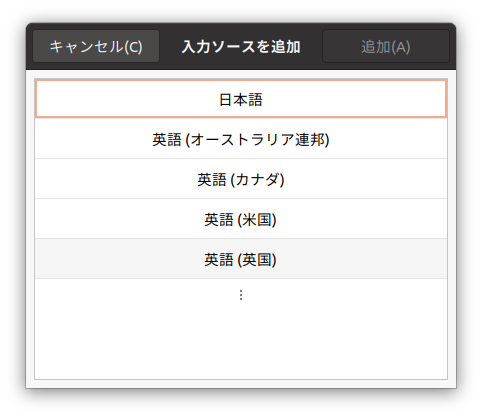 キャンセル(C) 入力ソースを追加 追加(A)
日本語
英語 (オーストラリア連邦)
英語 (カナダ)
英語 (米国)
英語 (英国)
⋮